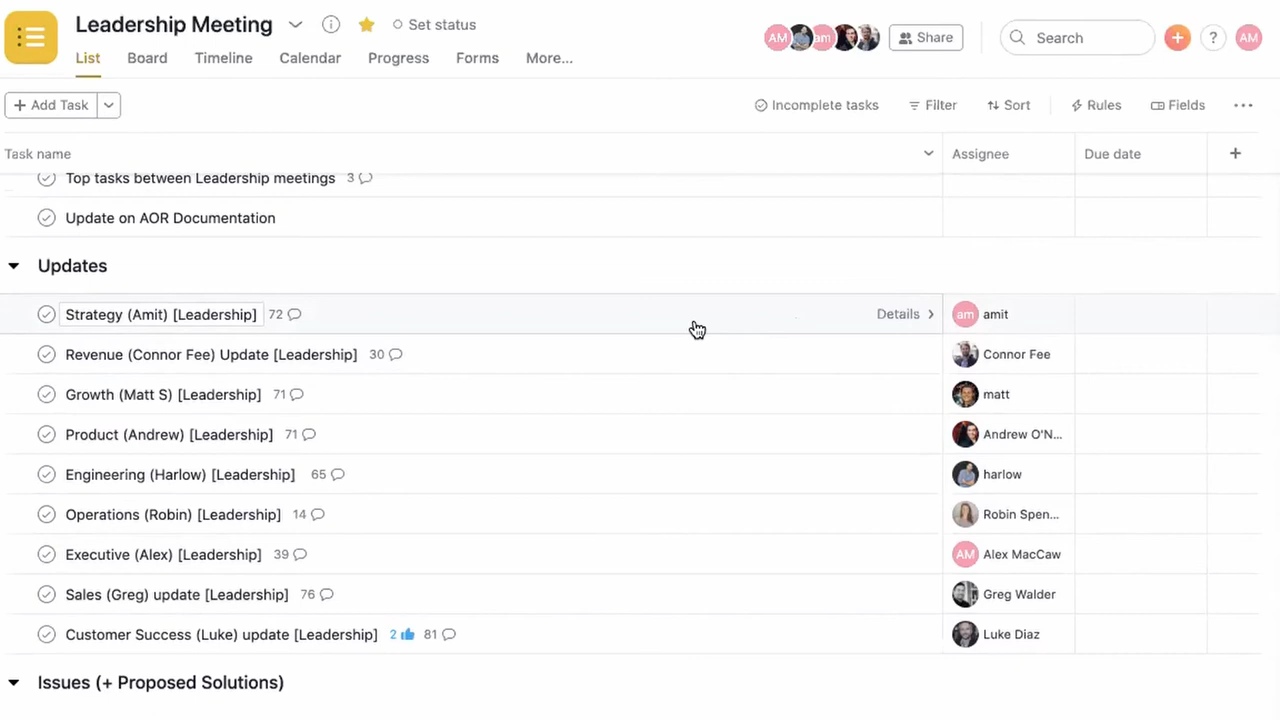 Leadership Meeting
Set status
AM
am
Share
Search
?
AM
List
Board
Timeline
Calendar
Progress
Forms
More...
+ Add Task
Incomplete tasks
Filter
Sort
Rules
Fields
Task name
Assignee
Due date
Top tasks between Leadership meetings 3
Update on AOR Documentation
Updates
Strategy (Amit) [Leadership] 72 Details am amit
Revenue (Connor Fee) Update [Leadership] 30 Connor Fee
Growth (Matt S) [Leadership] 71 matt
Product (Andrew) [Leadership] 71 Andrew O'N...
Engineering (Harlow) [Leadership] 65 harlow
Operations (Robin) [Leadership] 14 Robin Spen...
Executive (Alex) [Leadership] 39 AM Alex MacCaw
Sales (Greg) update [Leadership] 76 Greg Walder
Customer Success (Luke) update [Leadership] 2 81 Luke Diaz
Issues (+ Proposed Solutions)